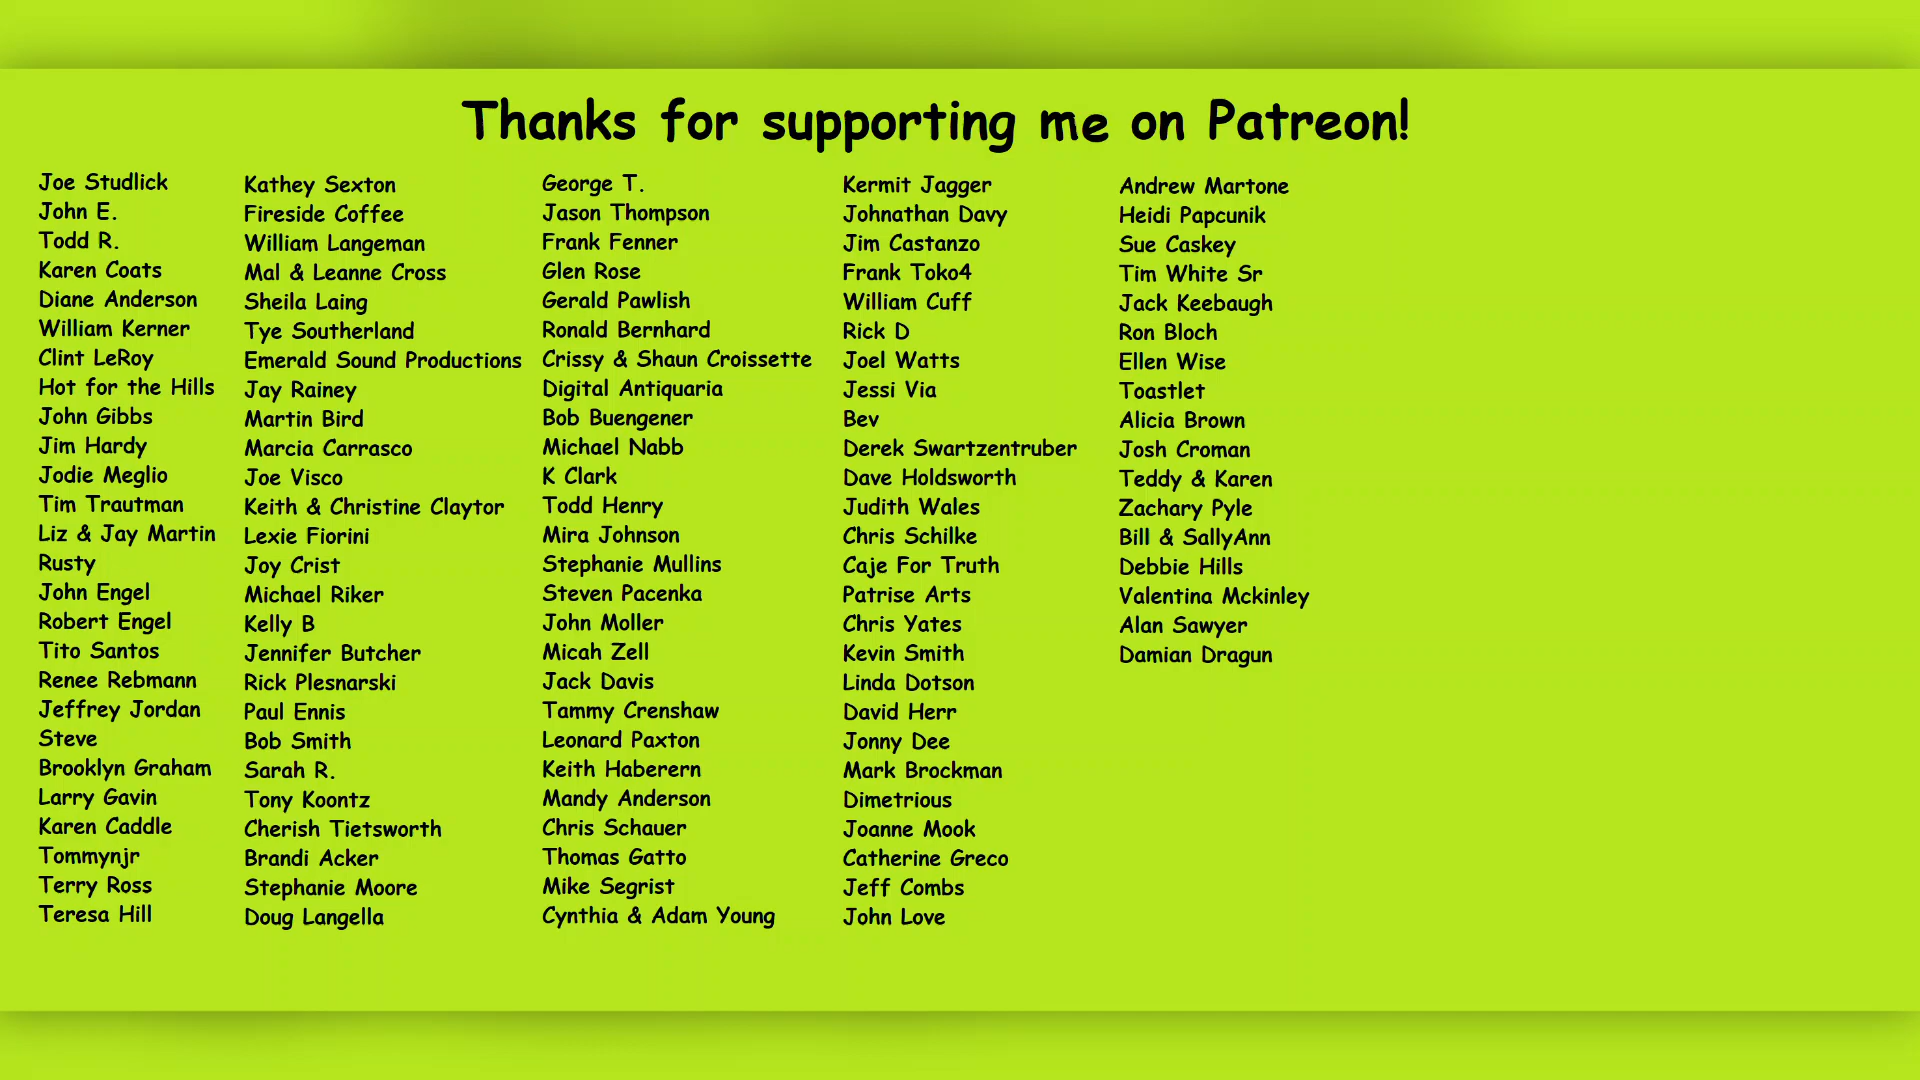 Thanks for supporting me on Patreon!
Joe Studlick
John E.
Todd R.
Karen Coats
Diane Anderson
William Kerner
Clint LeRoy
Hot for the Hills
John Gibbs
Jim Hardy
Jodie Meglio
Tim Trautman
Liz & Jay Martin
Rusty
John Engel
Robert Engel
Tito Santos
Renee Rebmann
Jeffrey Jordan
Steve
Brooklyn Graham
Larry Gavin
Karen Caddle
Tommynjr
Terry Ross
Teresa Hill
Kathey Sexton
Fireside Coffee
William Langeman
Mal & Leanne Cross
Sheila Laing
Tye Southerland
Emerald Sound Productions
Jay Rainey
Martin Bird
Marcia Carrasco
Joe Visco
Keith & Christine Claytor
Lexie Fiorini
Joy Crist
Michael Riker
Kelly B
Jennifer Butcher
Rick Plesnarski
Paul Ennis
Bob Smith
Sarah R.
Tony Koontz
Cherish Tietsworth
Brandi Acker
Stephanie Moore
Doug Langella
George T.
Jason Thompson
Frank Fenner
Glen Rose
Gerald Pawlish
Ronald Bernhard
Crissy & Shaun Croissette
Digital Antiquaria
Bob Buengener
Michael Nabb
K Clark
Todd Henry
Mira Johnson
Stephanie Mullins
Steven Pacenka
John Moller
Micah Zell
Jack Davis
Tammy Crenshaw
Leonard Paxton
Keith Haberern
Mandy Anderson
Chris Schauer
Thomas Gatto
Mike Segrist
Cynthia & Adam Young
Kermit Jagger
Johnathan Davy
Jim Castanzo
Frank Toko4
William Cuff
Rick D
Joel Watts
Jessi Via
Bev
Derek Swartzentruber
Dave Holdsworth
Judith Wales
Chris Schilke
Caje For Truth
Patrise Arts
Chris Yates
Kevin Smith
Linda Dotson
David Herr
Jonny Dee
Mark Brockman
Dimetrious
Joanne Mook
Catherine Greco
Jeff Combs
John Love
Andrew Martone
Heidi Papcunik
Sue Caskey
Tim White Sr
Jack Keebaugh
Ron Bloch
Ellen Wise
Toastlet
Alicia Brown
Josh Croman
Teddy & Karen
Zachary Pyle
Bill & SallyAnn
Debbie Hills
Valentina Mckinley
Alan Sawyer
Damian Dragun